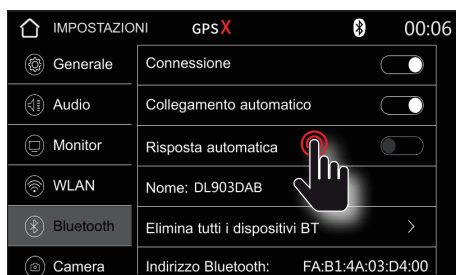 IMPOSTAZIONI GPSX 00:06
Generale
Connessione
Audio
Collegamento automatico
Monitor
Risposta automatica
WLAN
Nome: DL903DAB
Bluetooth
Elimina tutti i dispositivi BT
Camera
Indirizzo Bluetooth: FA:B1:4A:03:D4:00